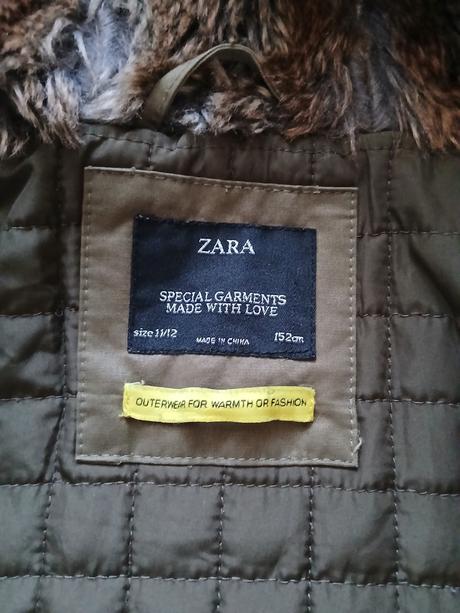 ZARA
SPECIAL GARMENTS
MADE WITH LOVE
size 11/12 MADE IN CHINA 152cm
OUTERWEAR FOR WARMTH OR FASHION